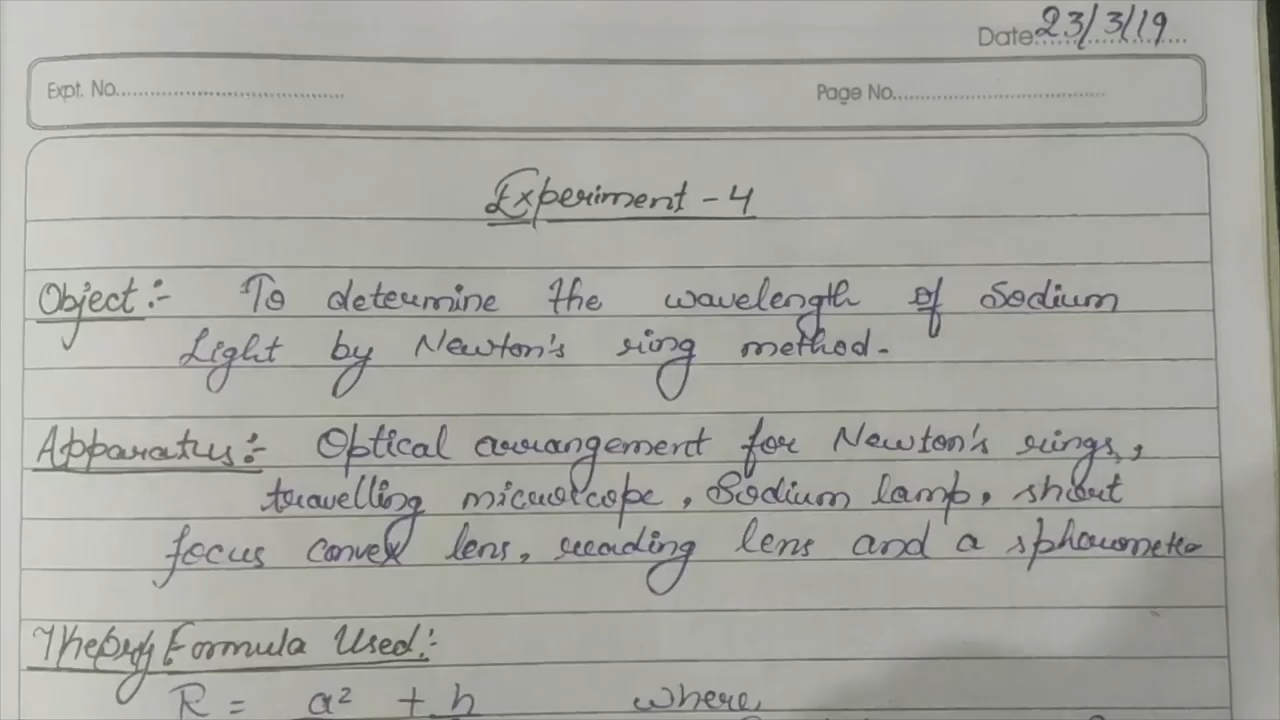 Date 23/3/19
Expt. No. Page No.
Experiment - 4
Object :- To determine the wavelength of Sodium
Light by Newton's ring method.
Apparatus :- Optical arrangement for Newton's rings,
travelling microscope, Sodium lamp, short
focus convex lens, reading lens and a spherometer
Formula Used :-
R = a² + h where,